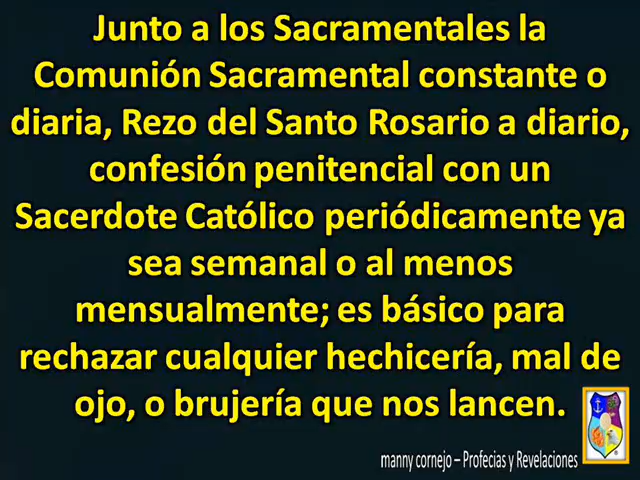 Junto a los Sacramentales la
Comunión Sacramental constante o
diaria, Rezo del Santo Rosario a diario,
confesión penitencial con un
Sacerdote Católico periódicamente ya
sea semanal o al menos
mensualmente; es básico para
rechazar cualquier hechicería, mal de
ojo, o brujería que nos lancen.
manny cornejo – Profecias y Revelaciones